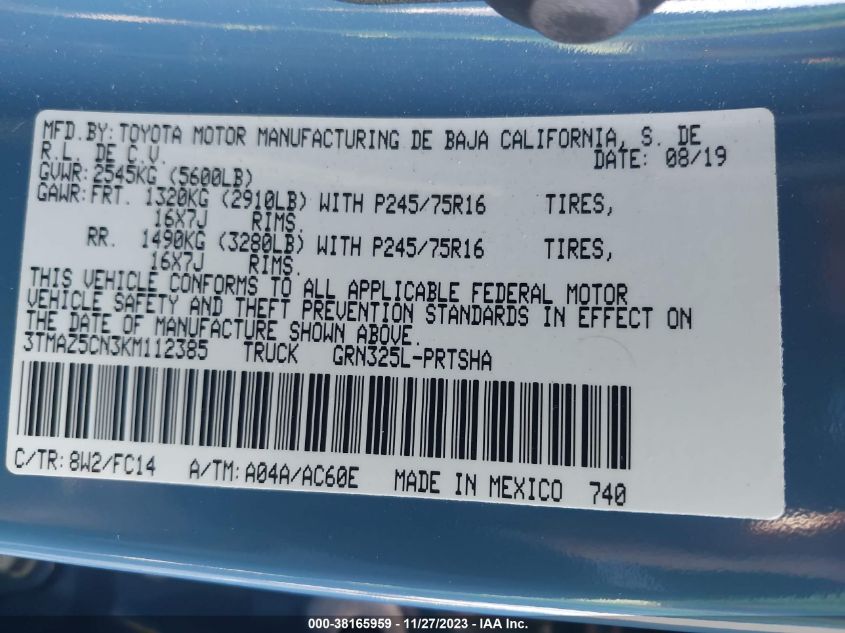 MFD.BY: TOYOTA MOTOR MANUFACTURING DE BAJA CALIFORNIA, S. DE
R.L. DE C.V. DATE: 08/19
GVWR: 2545KG (5600LB)
GAWR: FRT. 1320KG (2910LB) WITH P245/75R16 TIRES,
16X7J RIMS.
RR. 1490KG (3280LB) WITH P245/75R16 TIRES,
16X7J RIMS.
THIS VEHICLE CONFORMS TO ALL APPLICABLE FEDERAL MOTOR
VEHICLE SAFETY AND THEFT PREVENTION STANDARDS IN EFFECT ON
THE DATE OF MANUFACTURE SHOWN ABOVE.
3TMAZ5CN3KM112385 TRUCK GRN325L-PRTSHA
C/TR: 8W2/FC14 A/TM: A04A/AC60E MADE IN MEXICO 740
000-38165959 — 11/27/2023 — IAA Inc.